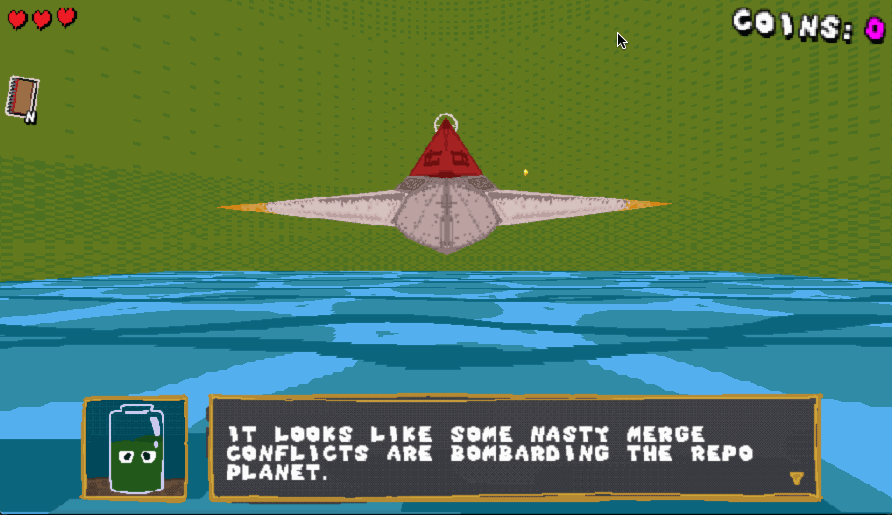 COINS: 0
N
IT LOOKS LIKE SOME NASTY MERGE
CONFLICTS ARE BOMBARDING THE REPO
PLANET.